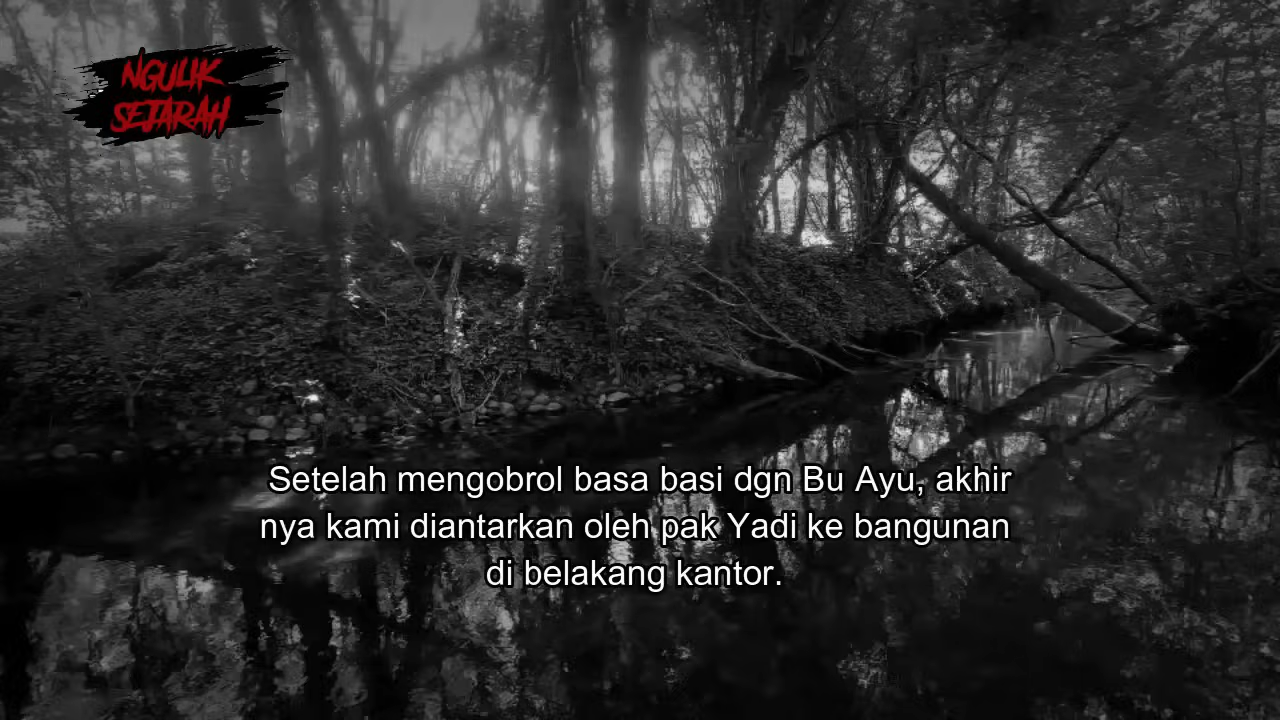 NGULIK
SEJARAH
Setelah mengobrol basa basi dgn Bu Ayu, akhir
nya kami diantarkan oleh pak Yadi ke bangunan
di belakang kantor.